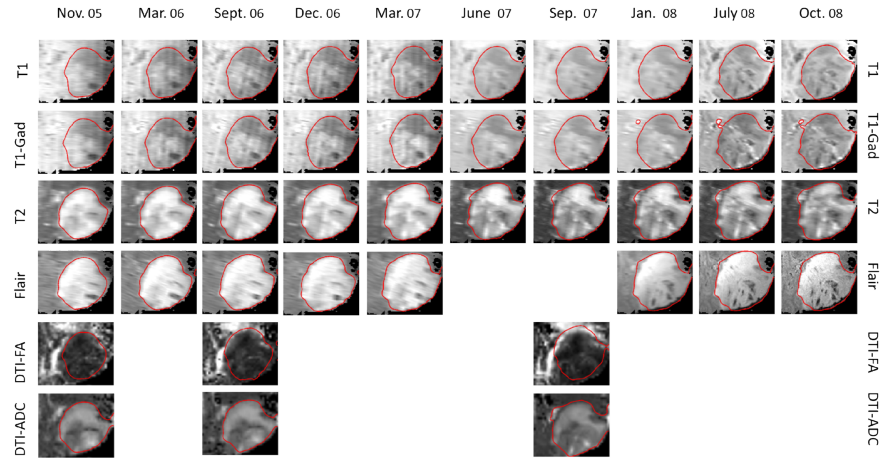 Nov. 05 Mar. 06 Sept. 06 Dec. 06 Mar. 07 June 07 Sep. 07 Jan. 08 July 08 Oct. 08
T1 T1
T1-Gad T1-Gad
T2 T2
Flair Flair
DTI-FA DTI-FA
DTI-ADC DTI-ADC